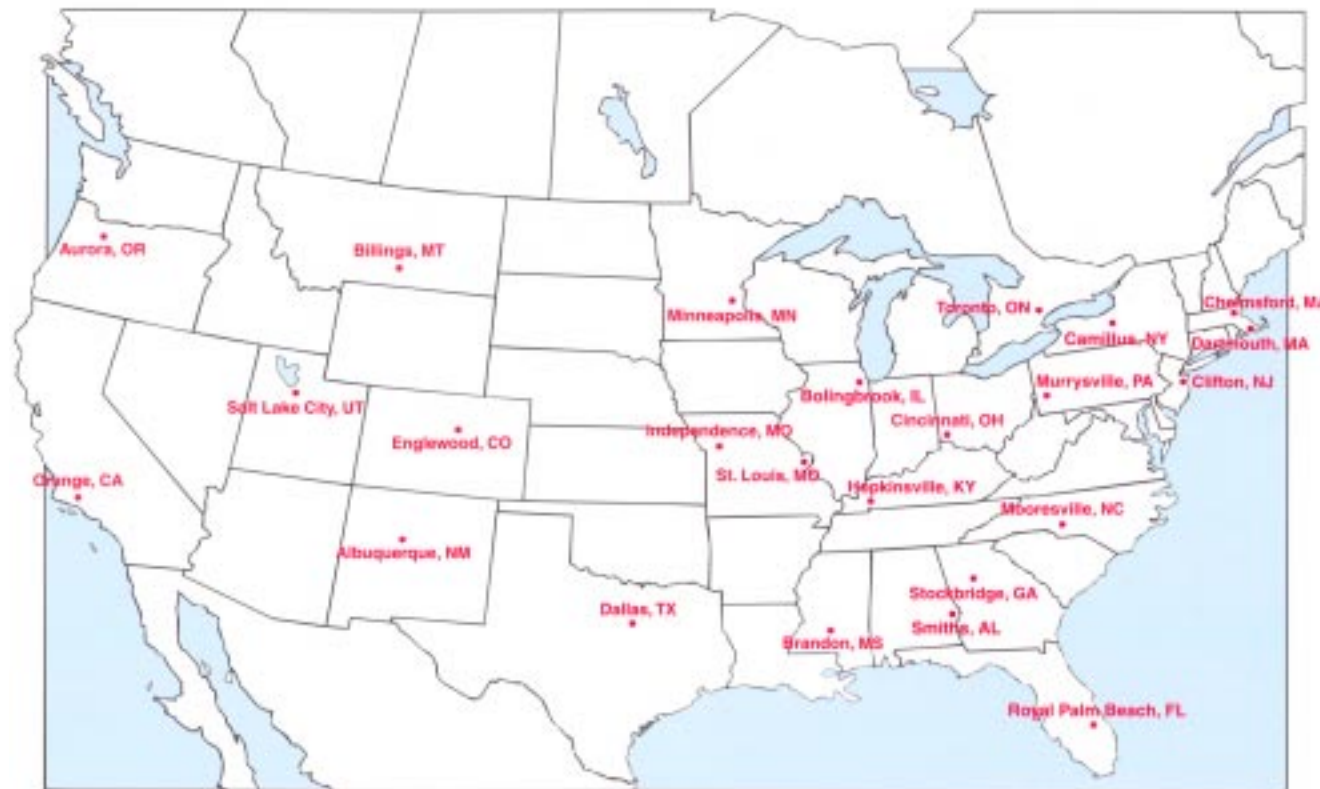 Aurora, OR
Billings, MT
Chelmsford, MA
Toronto, ON
Minneapolis, MN
Camillus, NY
Dartmouth, MA
Murrysville, PA
Clifton, NJ
Bolingbrook, IL
Salt Lake City, UT
Cincinnati, OH
Independence, MO
Englewood, CO
St. Louis, MO
Orange, CA
Hopkinsville, KY
Mooresville, NC
Albuquerque, NM
Stockbridge, GA
Dallas, TX
Smiths, AL
Brandon, MS
Royal Palm Beach, FL